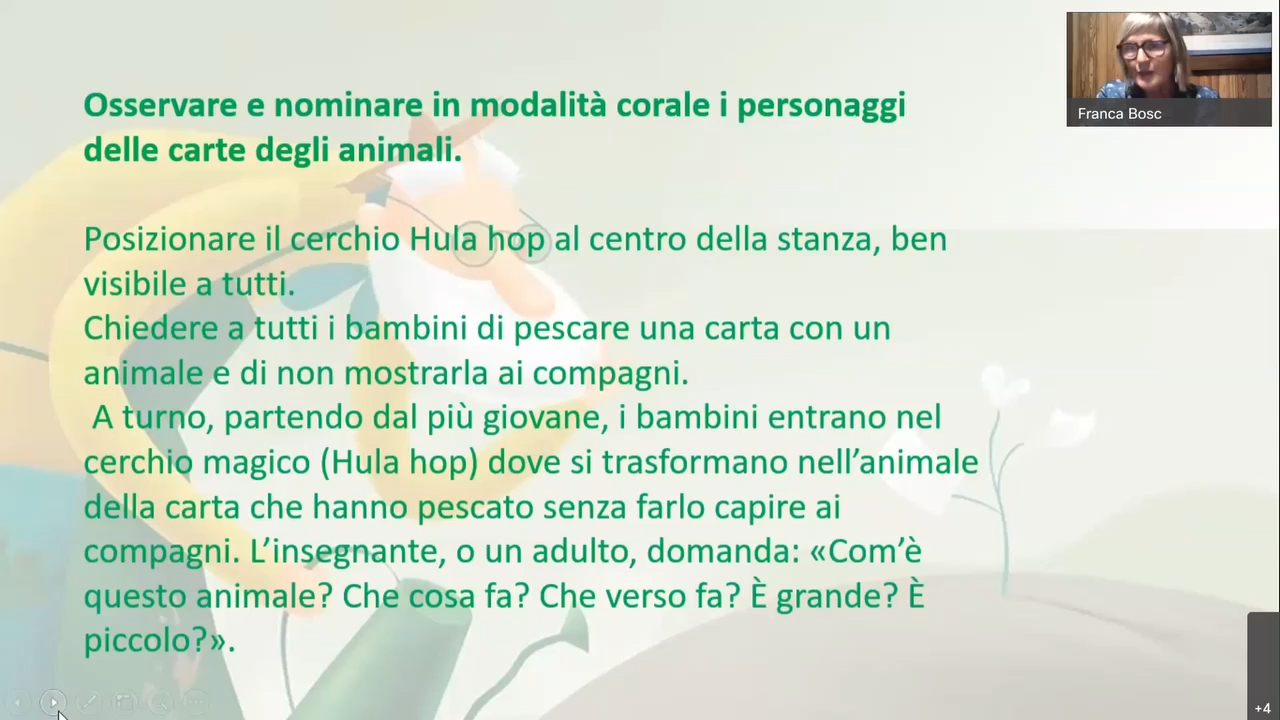 Osservare e nominare in modalità corale i personaggi
delle carte degli animali.
Posizionare il cerchio Hula hop al centro della stanza, ben
visibile a tutti.
Chiedere a tutti i bambini di pescare una carta con un
animale e di non mostrarla ai compagni.
A turno, partendo dal più giovane, i bambini entrano nel
cerchio magico (Hula hop) dove si trasformano nell’animale
della carta che hanno pescato senza farlo capire ai
compagni. L’insegnante, o un adulto, domanda: «Com’è
questo animale? Che cosa fa? Che verso fa? È grande? È
piccolo?».
Franca Bosc
+4